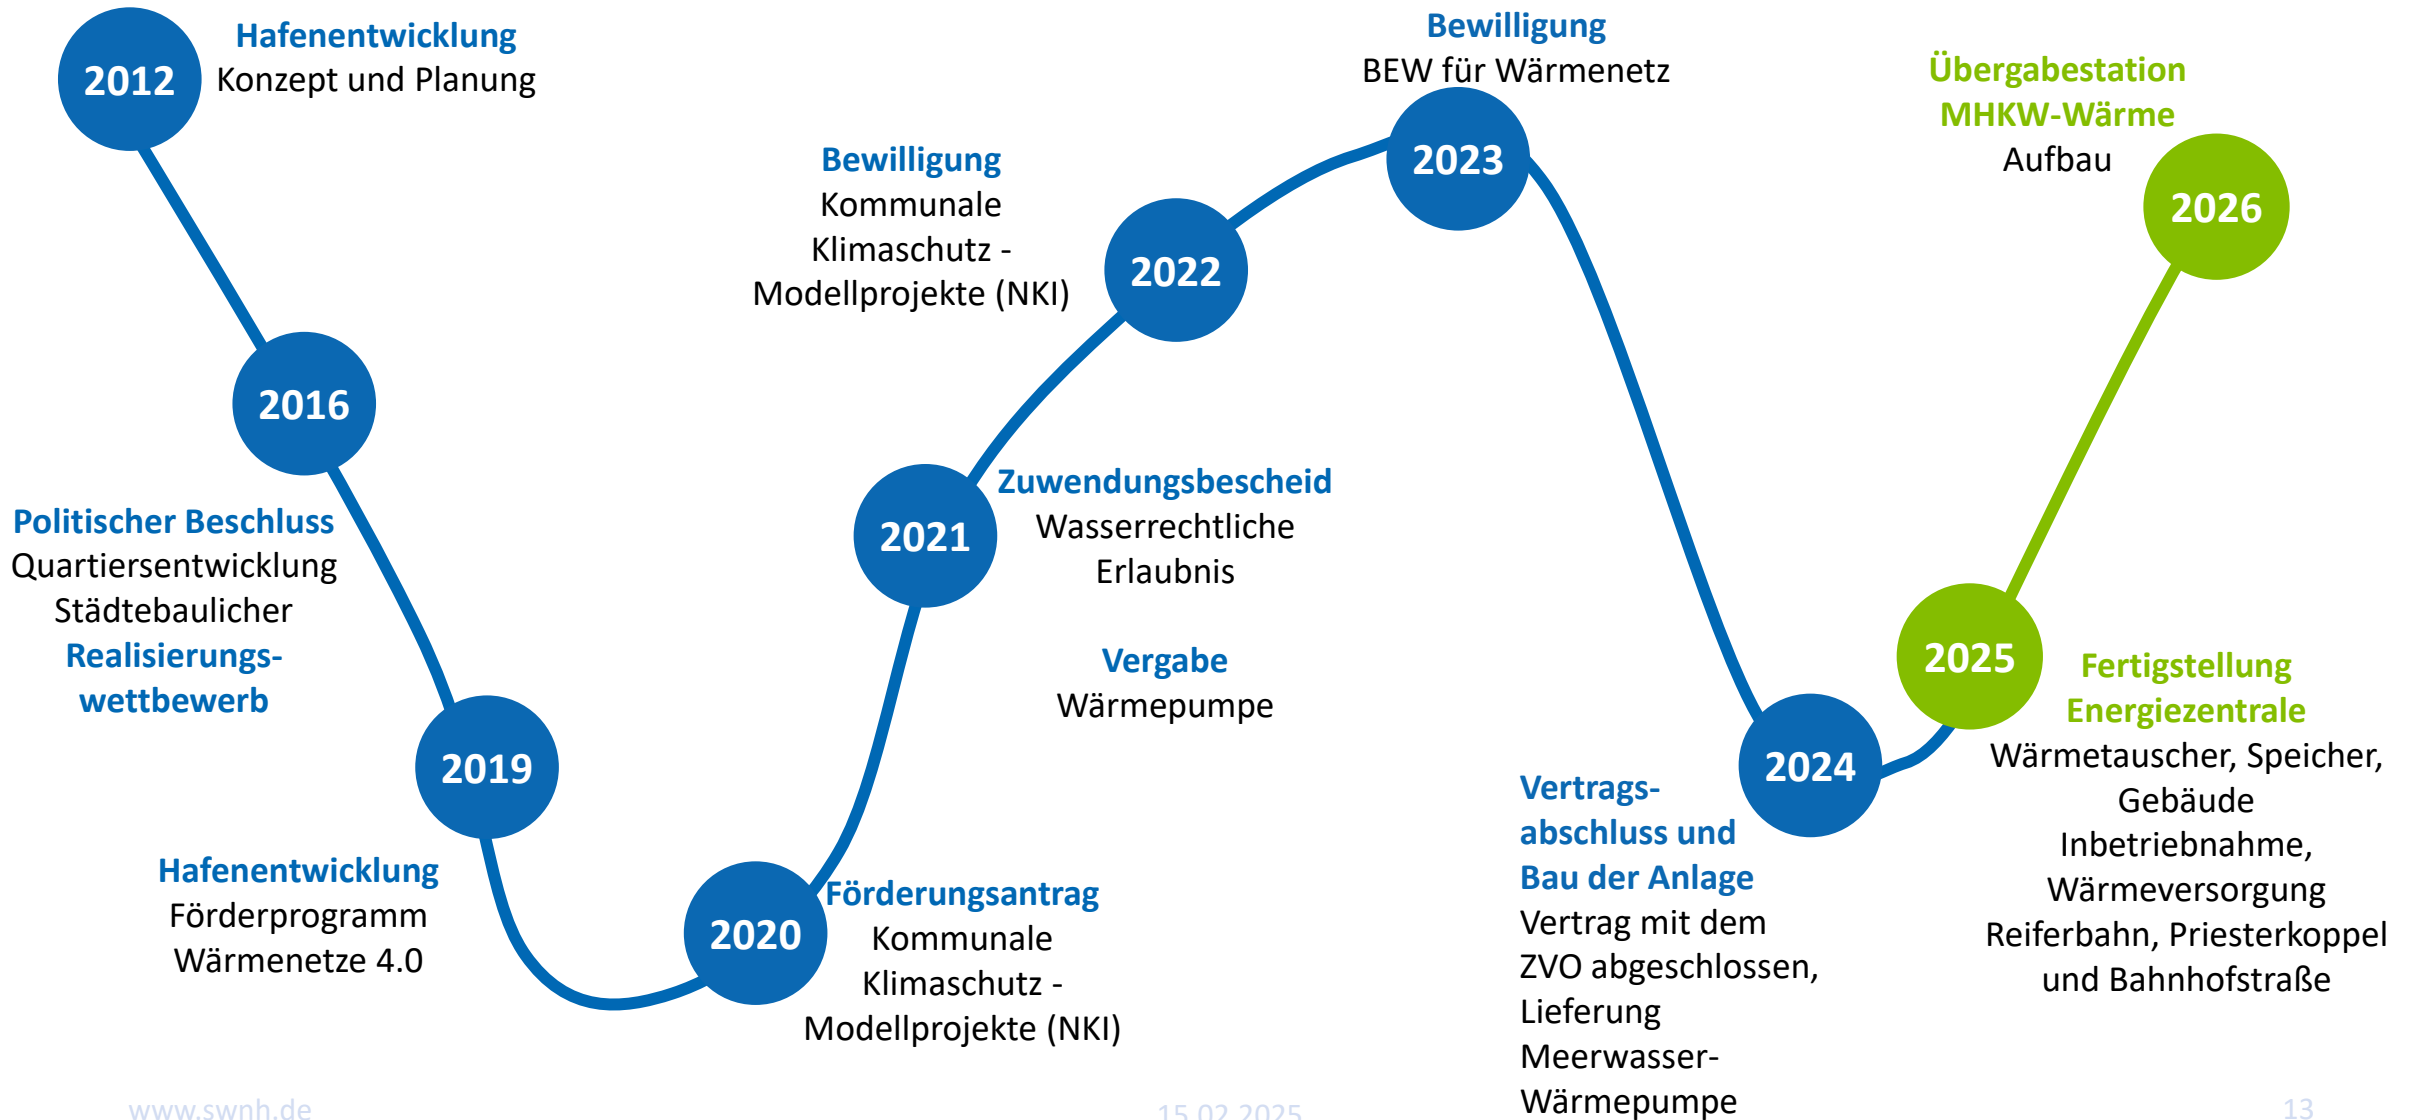 2012
Hafenentwicklung
Konzept und Planung
2016
Politischer Beschluss
Quartiersentwicklung
Städtebaulicher
Realisierungs-
wettbewerb
2019
Hafenentwicklung
Förderprogramm
Wärmenetze 4.0
2020
Förderungsantrag
Kommunale
Klimaschutz -
Modellprojekte (NKI)
2021
Zuwendungsbescheid
Wasserrechtliche
Erlaubnis
Vergabe
Wärmepumpe
Bewilligung
Kommunale
Klimaschutz -
Modellprojekte (NKI)
2022
Bewilligung
BEW für Wärmenetz
2023
2024
Vertrags-
abschluss und
Bau der Anlage
Vertrag mit dem
ZVO abgeschlossen,
Lieferung
Meerwasser-
Wärmepumpe
2025
Fertigstellung
Energiezentrale
Wärmetauscher, Speicher,
Gebäude
Inbetriebnahme,
Wärmeversorgung
Reiferbahn, Priesterkoppel
und Bahnhofstraße
Übergabestation
MHKW-Wärme
Aufbau
2026
www.swnh.de
15.02.2025
13